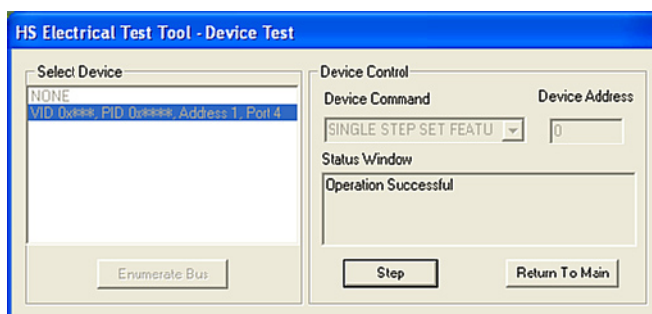 HS Electrical Test Tool - Device Test
Select Device
NONE
VID 0x***, PID 0x****, Address 1, Port 4
Enumerate Bus
Device Control
Device Command
Device Address
SINGLE STEP SET FEATU
0
Status Window
Operation Successful
Step
Return To Main